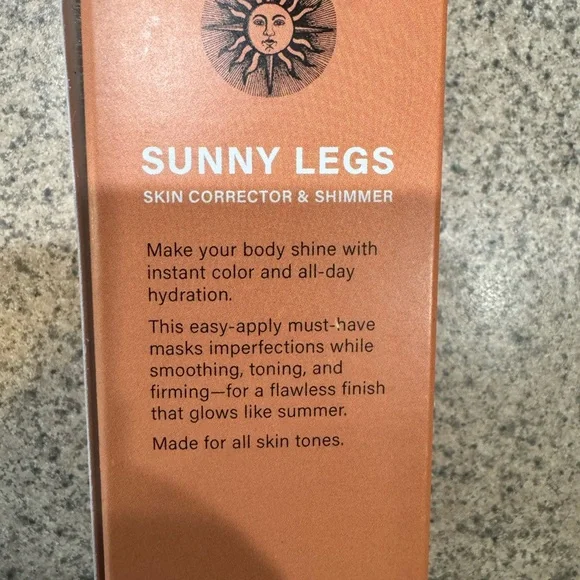 SUNNY LEGS
SKIN CORRECTOR & SHIMMER
Make your body shine with
instant color and all-day
hydration.
This easy-apply must-have
masks imperfections while
smoothing, toning, and
firming—for a flawless finish
that glows like summer.
Made for all skin tones.